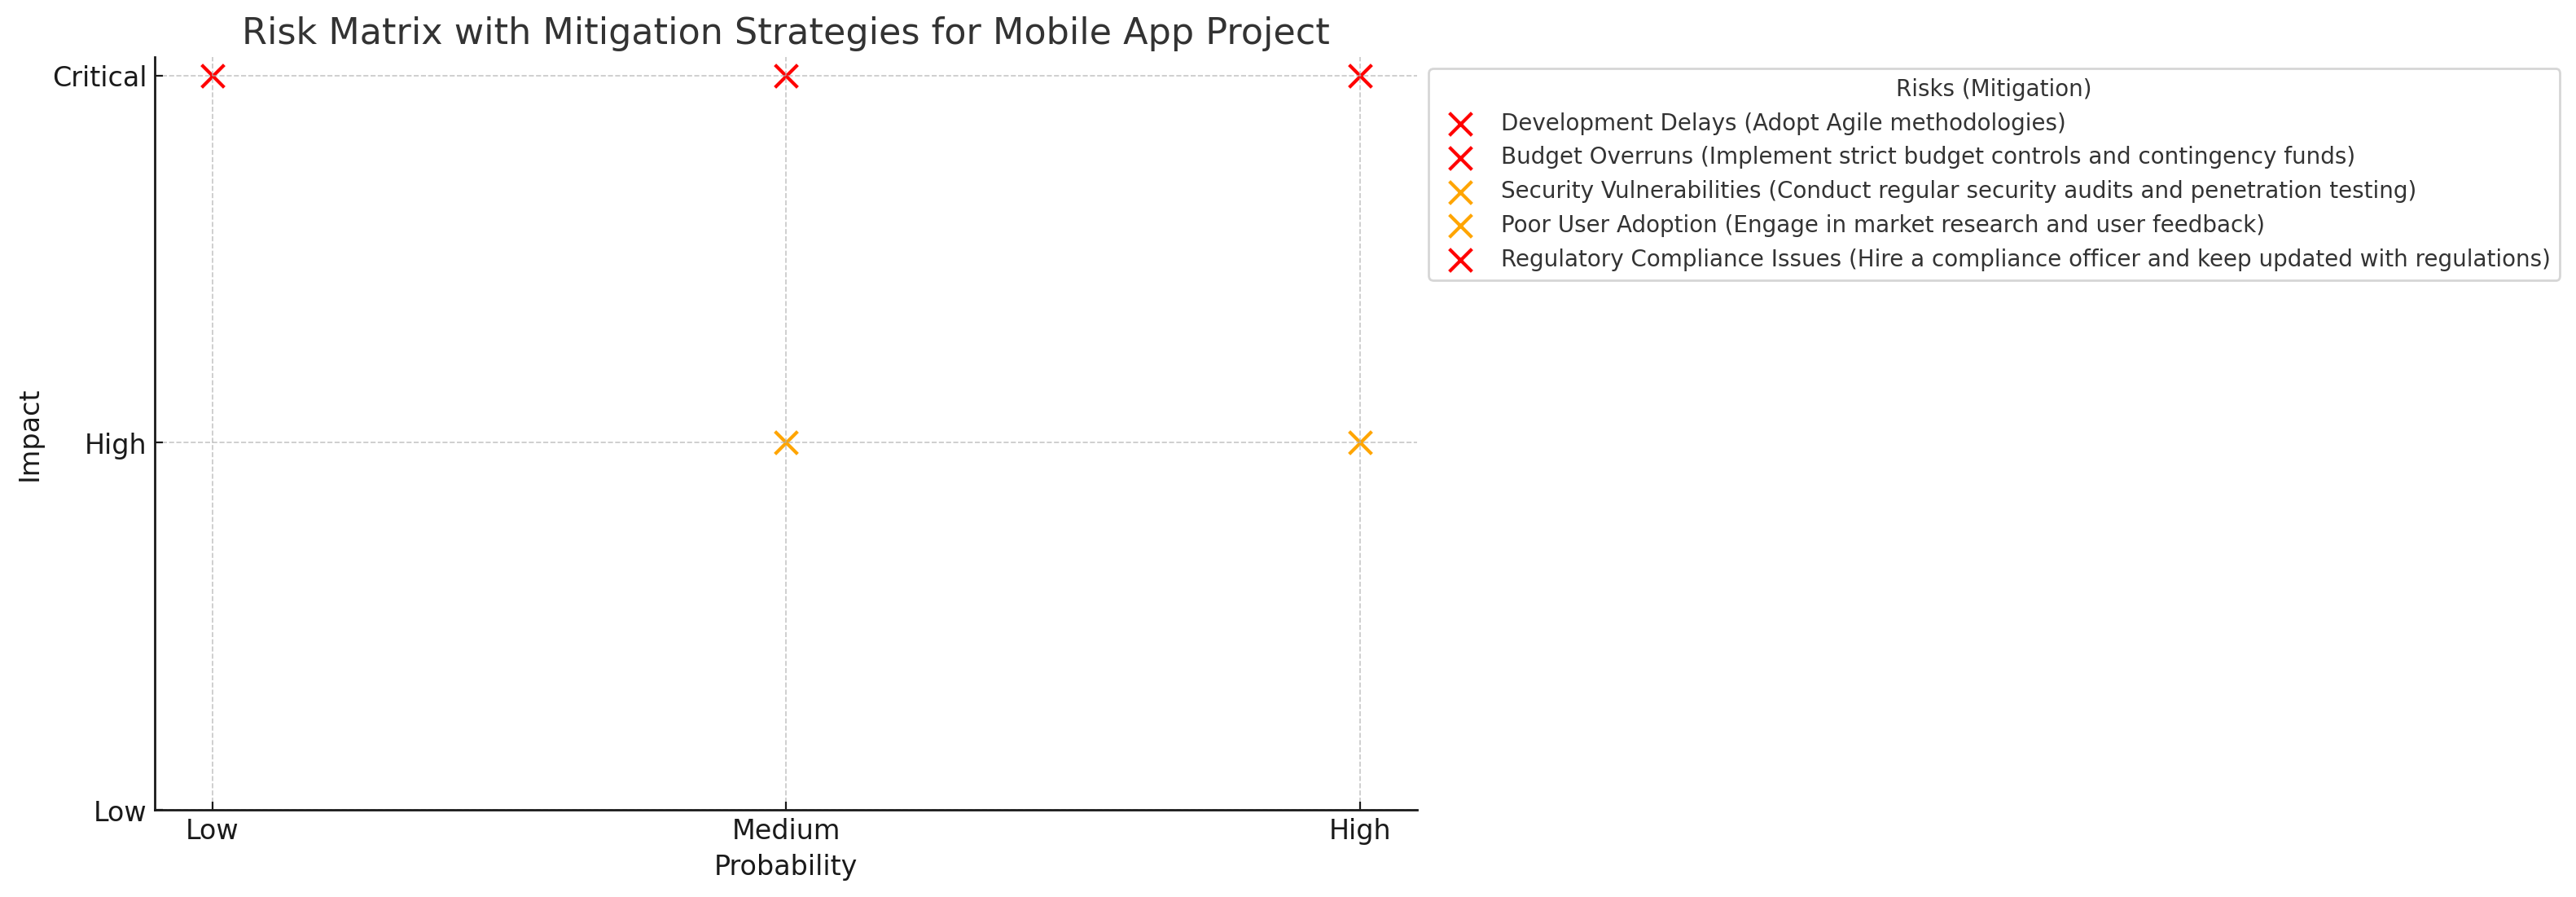 Risk Matrix with Mitigation Strategies for Mobile App Project
Critical
High
Low
Impact
Low
Medium
High
Probability
Risks (Mitigation)
Development Delays (Adopt Agile methodologies)
Budget Overruns (Implement strict budget controls and contingency funds)
Security Vulnerabilities (Conduct regular security audits and penetration testing)
Poor User Adoption (Engage in market research and user feedback)
Regulatory Compliance Issues (Hire a compliance officer and keep updated with regulations)